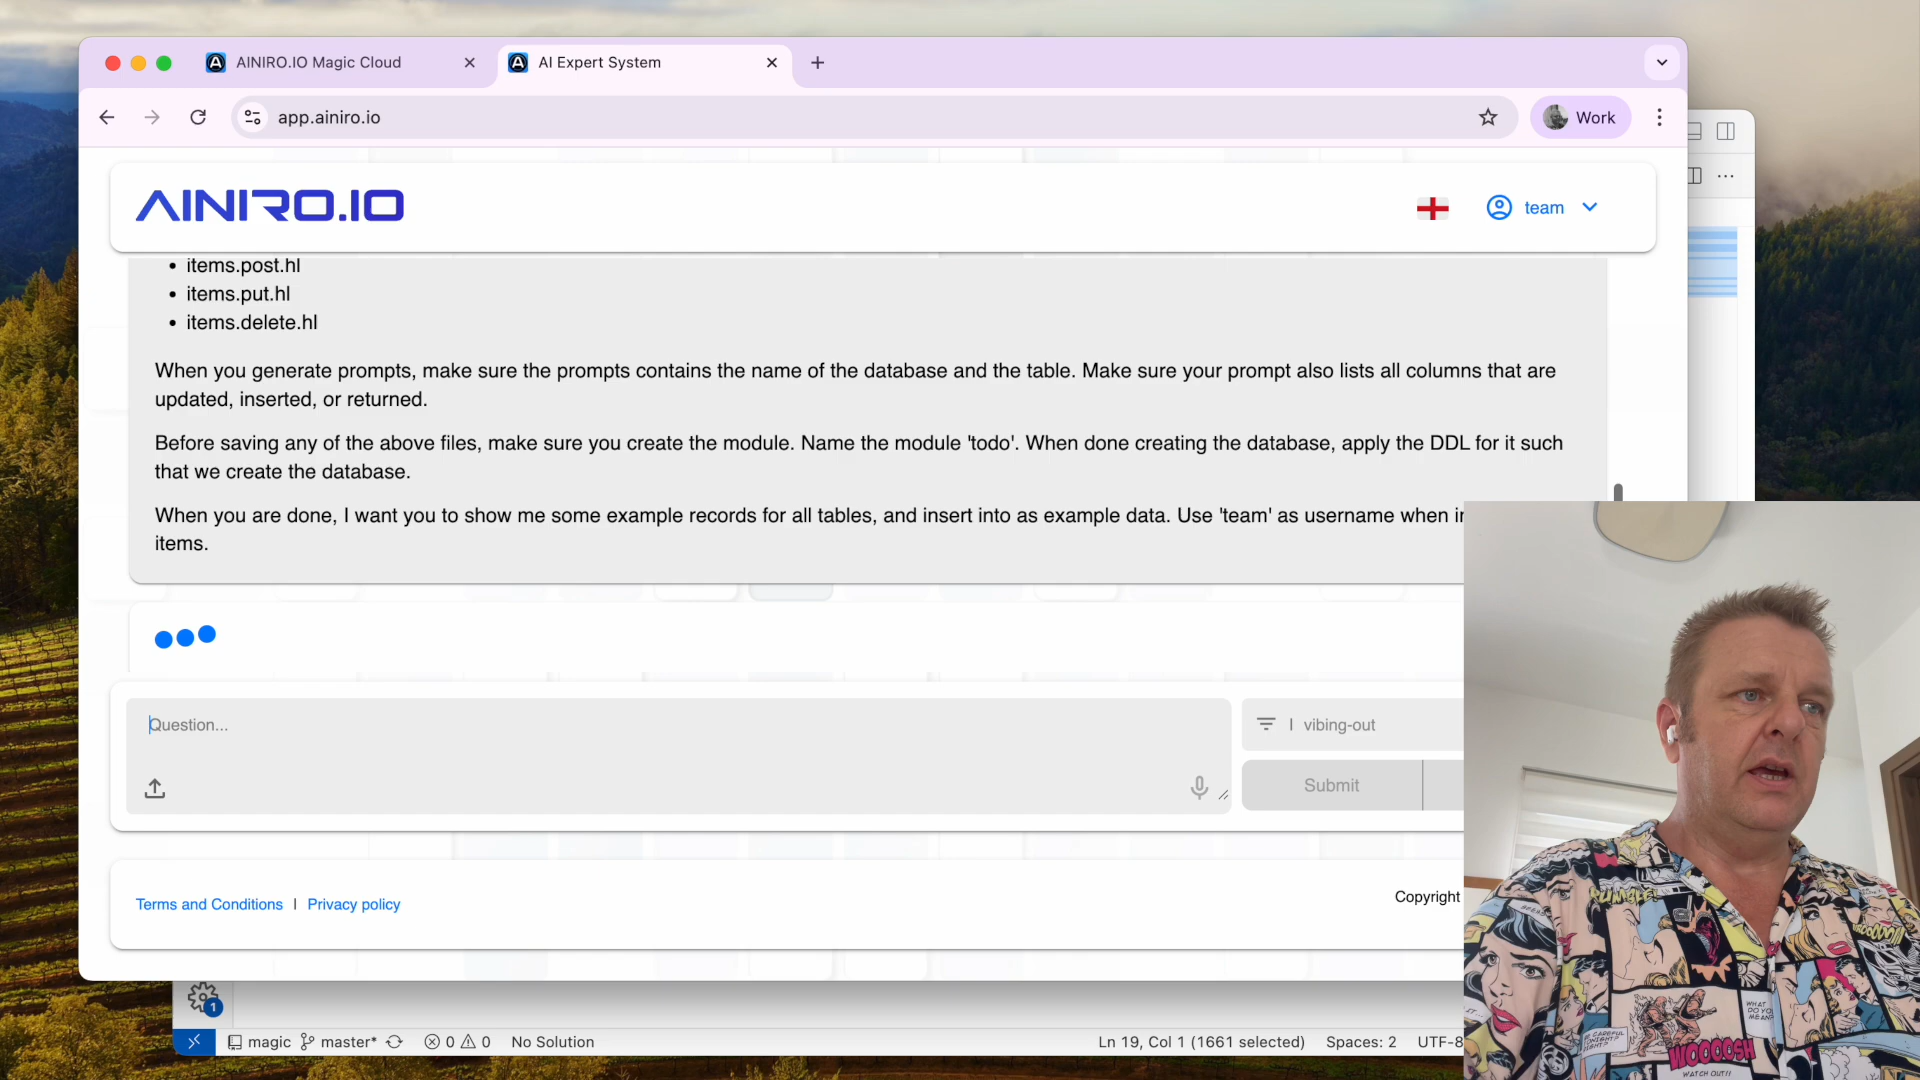 AINIRO.IO Magic Cloud
AI Expert System
app.ainiro.io
Work
AINIRO.IO
team
items.post.hl
items.put.hl
items.delete.hl
When you generate prompts, make sure the prompts contains the name of the database and the table. Make sure your prompt also lists all columns that are
updated, inserted, or returned.
Before saving any of the above files, make sure you create the module. Name the module 'todo'. When done creating the database, apply the DDL for it such
that we create the database.
When you are done, I want you to show me some example records for all tables, and insert into as example data. Use 'team' as username when
items.
Question...
vibing-out
Submit
Terms and Conditions | Privacy policy
Copyright
1
magic master* 0 0 No Solution
Ln 19, Col 1 (1661 selected) Spaces: 2 UTF-8
WOOOOSH
WATCH OUT!!